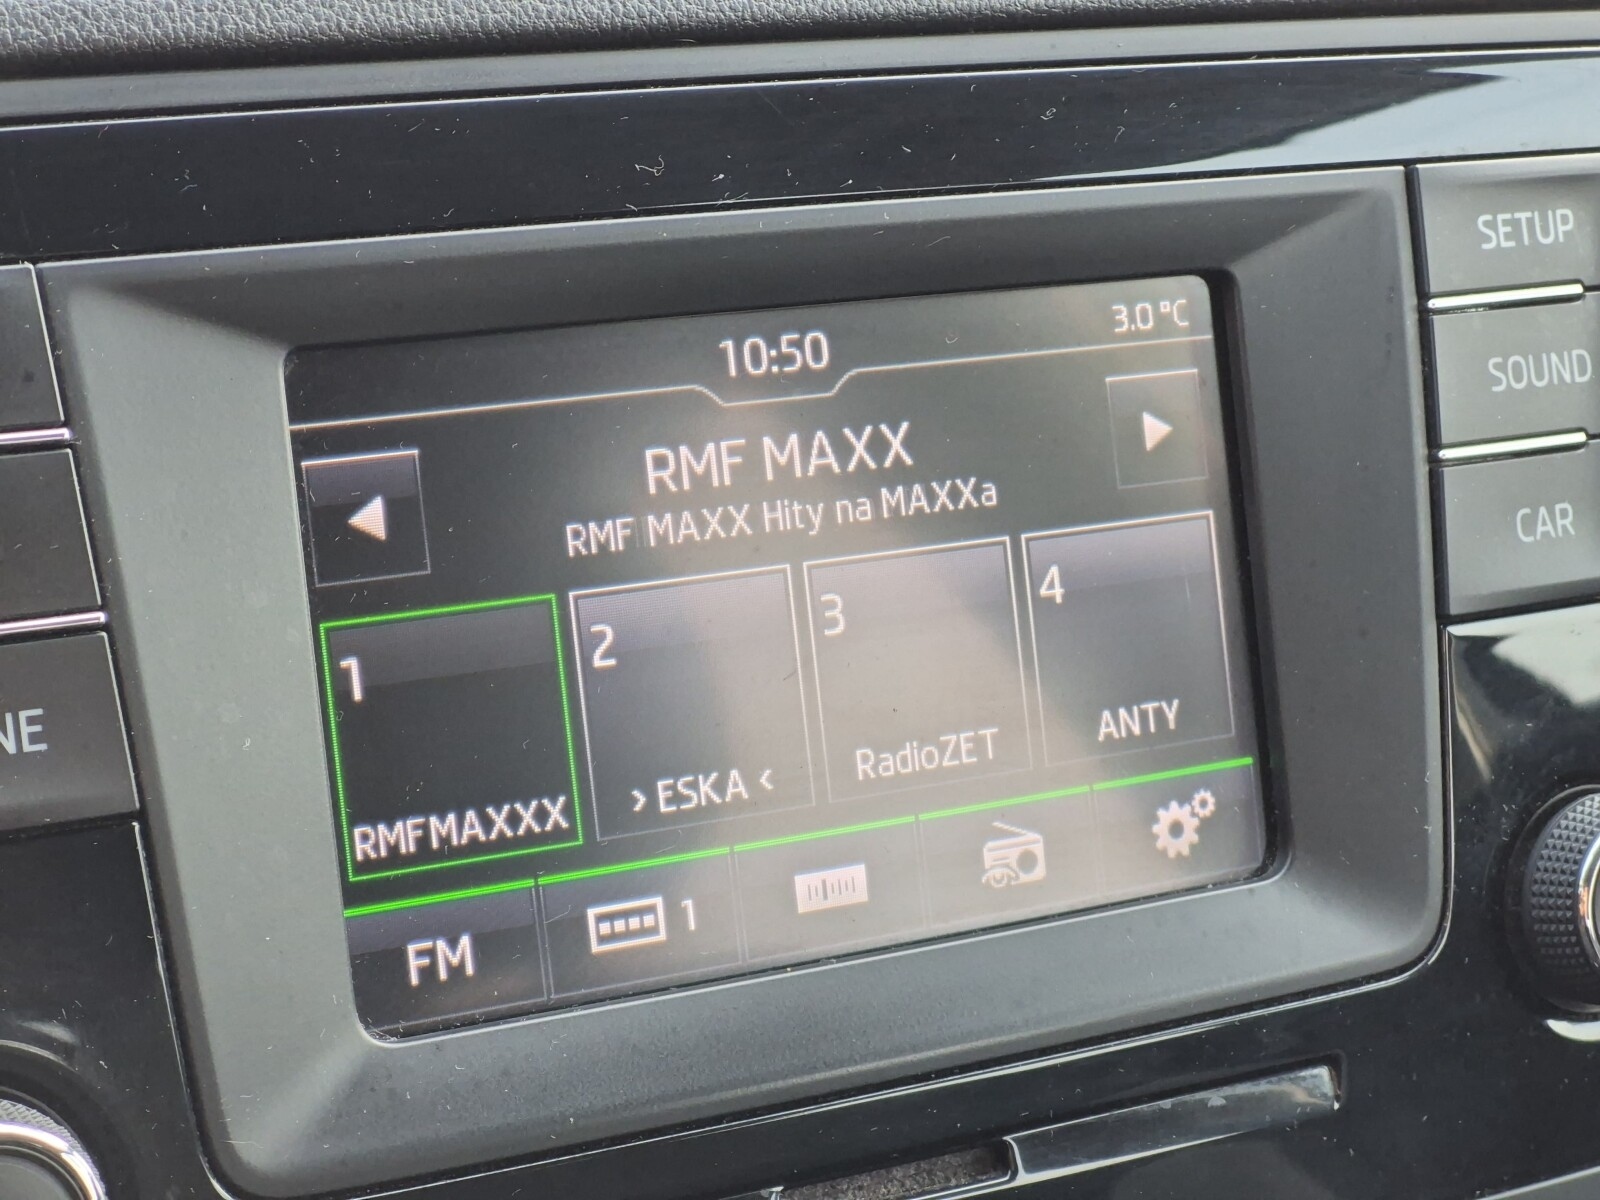 10:50
3.0 °C
RMF MAXX
RMF MAXX Hity na MAXXa
1
2
3
4
RMFMAXXX
> ESKA <
RadioZET
ANTY
FM
1
SETUP
SOUND
CAR
NE